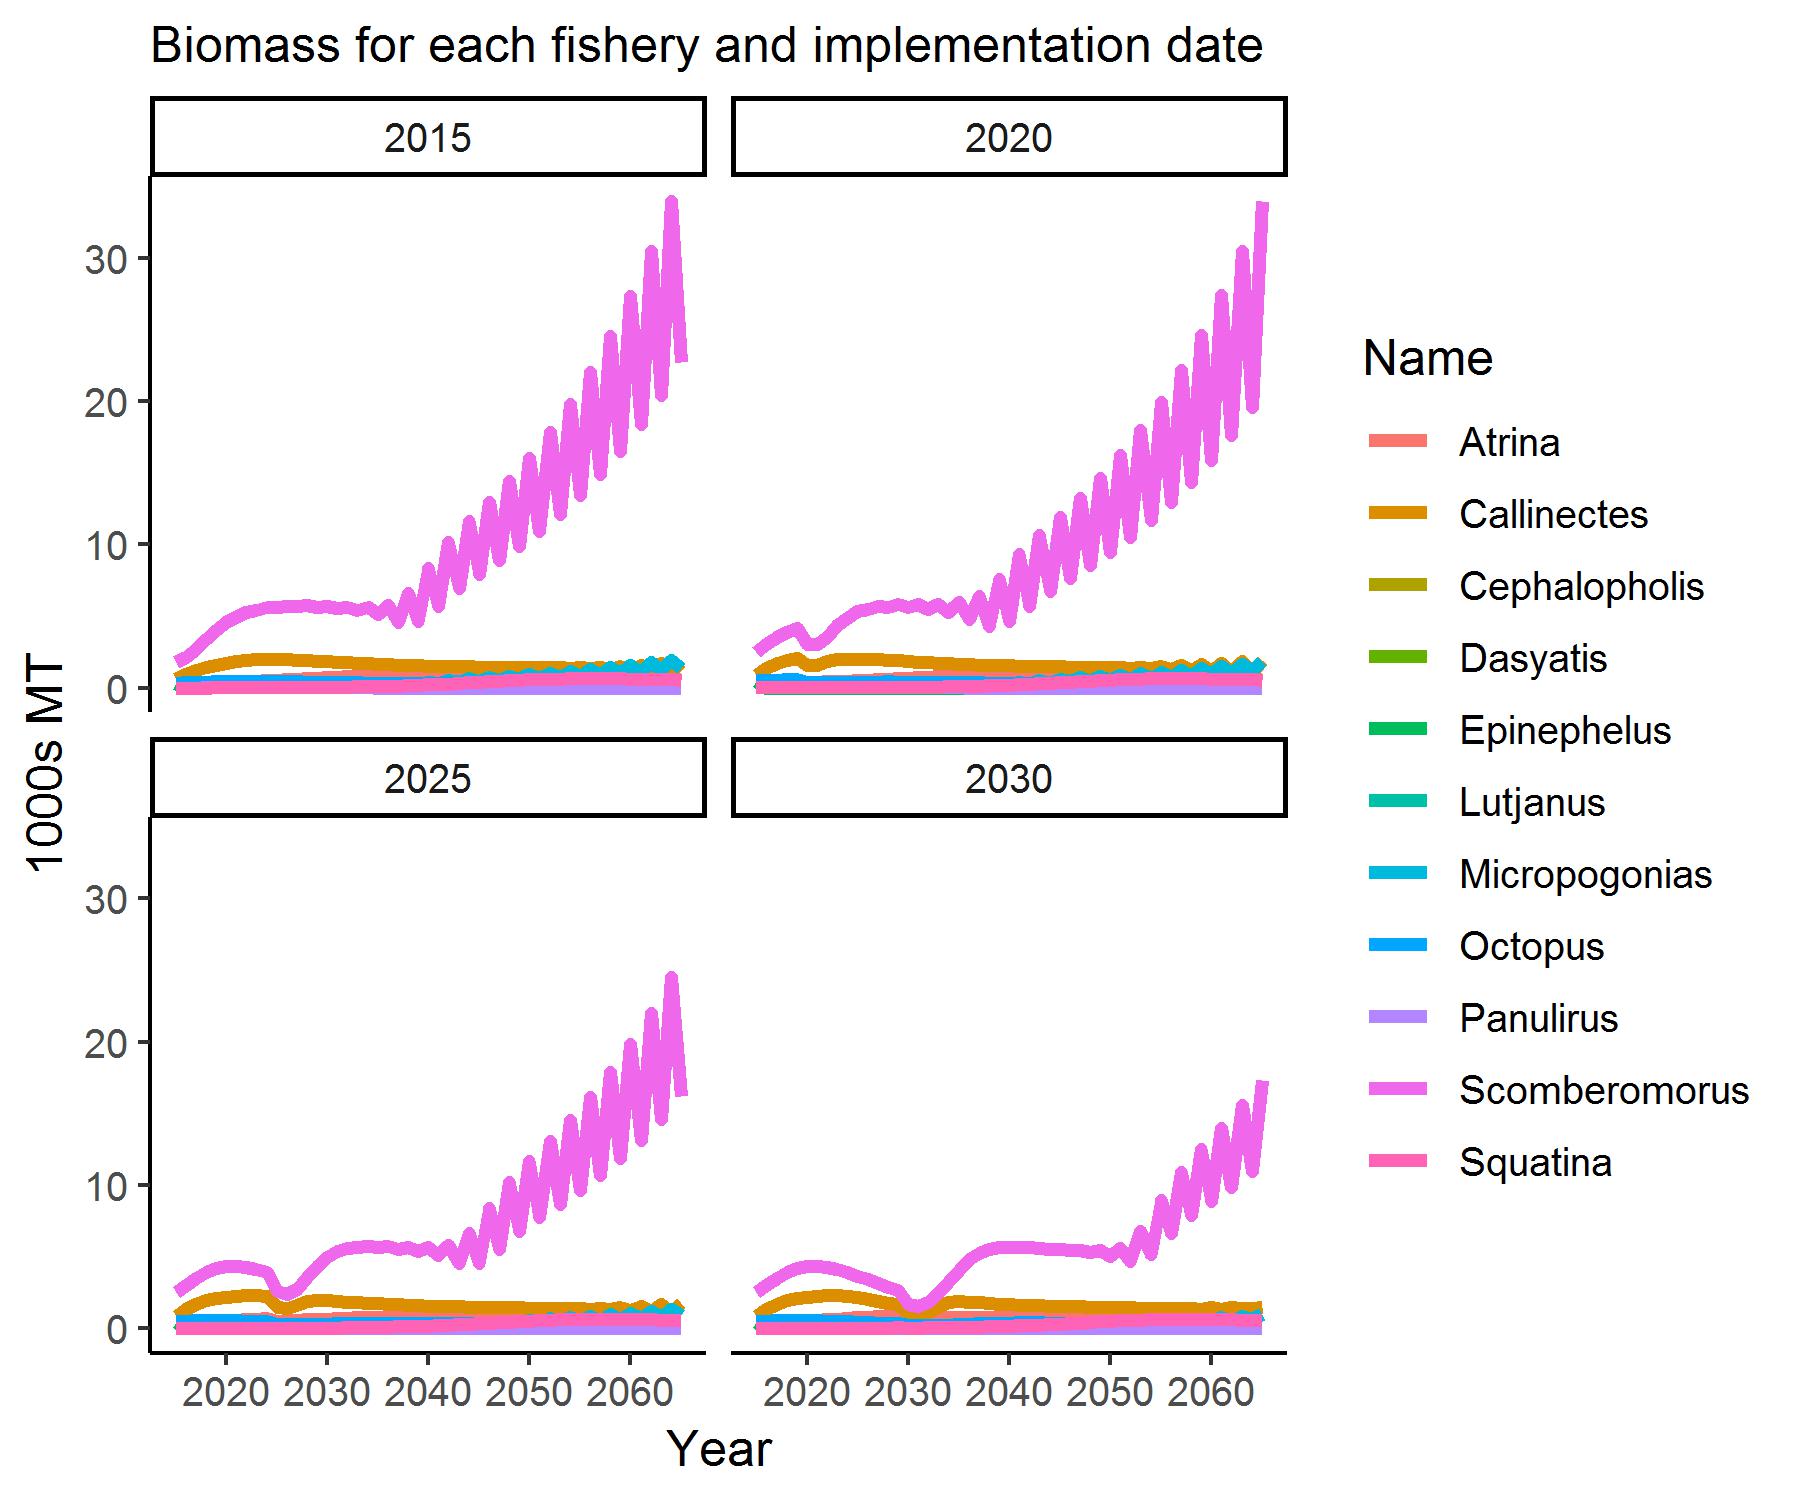 Biomass for each fishery and implementation date
2015
2020
30
20
10
0
2025
2030
30
20
10
0
2020 2030 2040 2050 2060
2020 2030 2040 2050 2060
Year
1000s MT
Name
Atrina
Callinectes
Cephalopholis
Dasyatis
Epinephelus
Lutjanus
Micropogonias
Octopus
Panulirus
Scomberomorus
Squatina